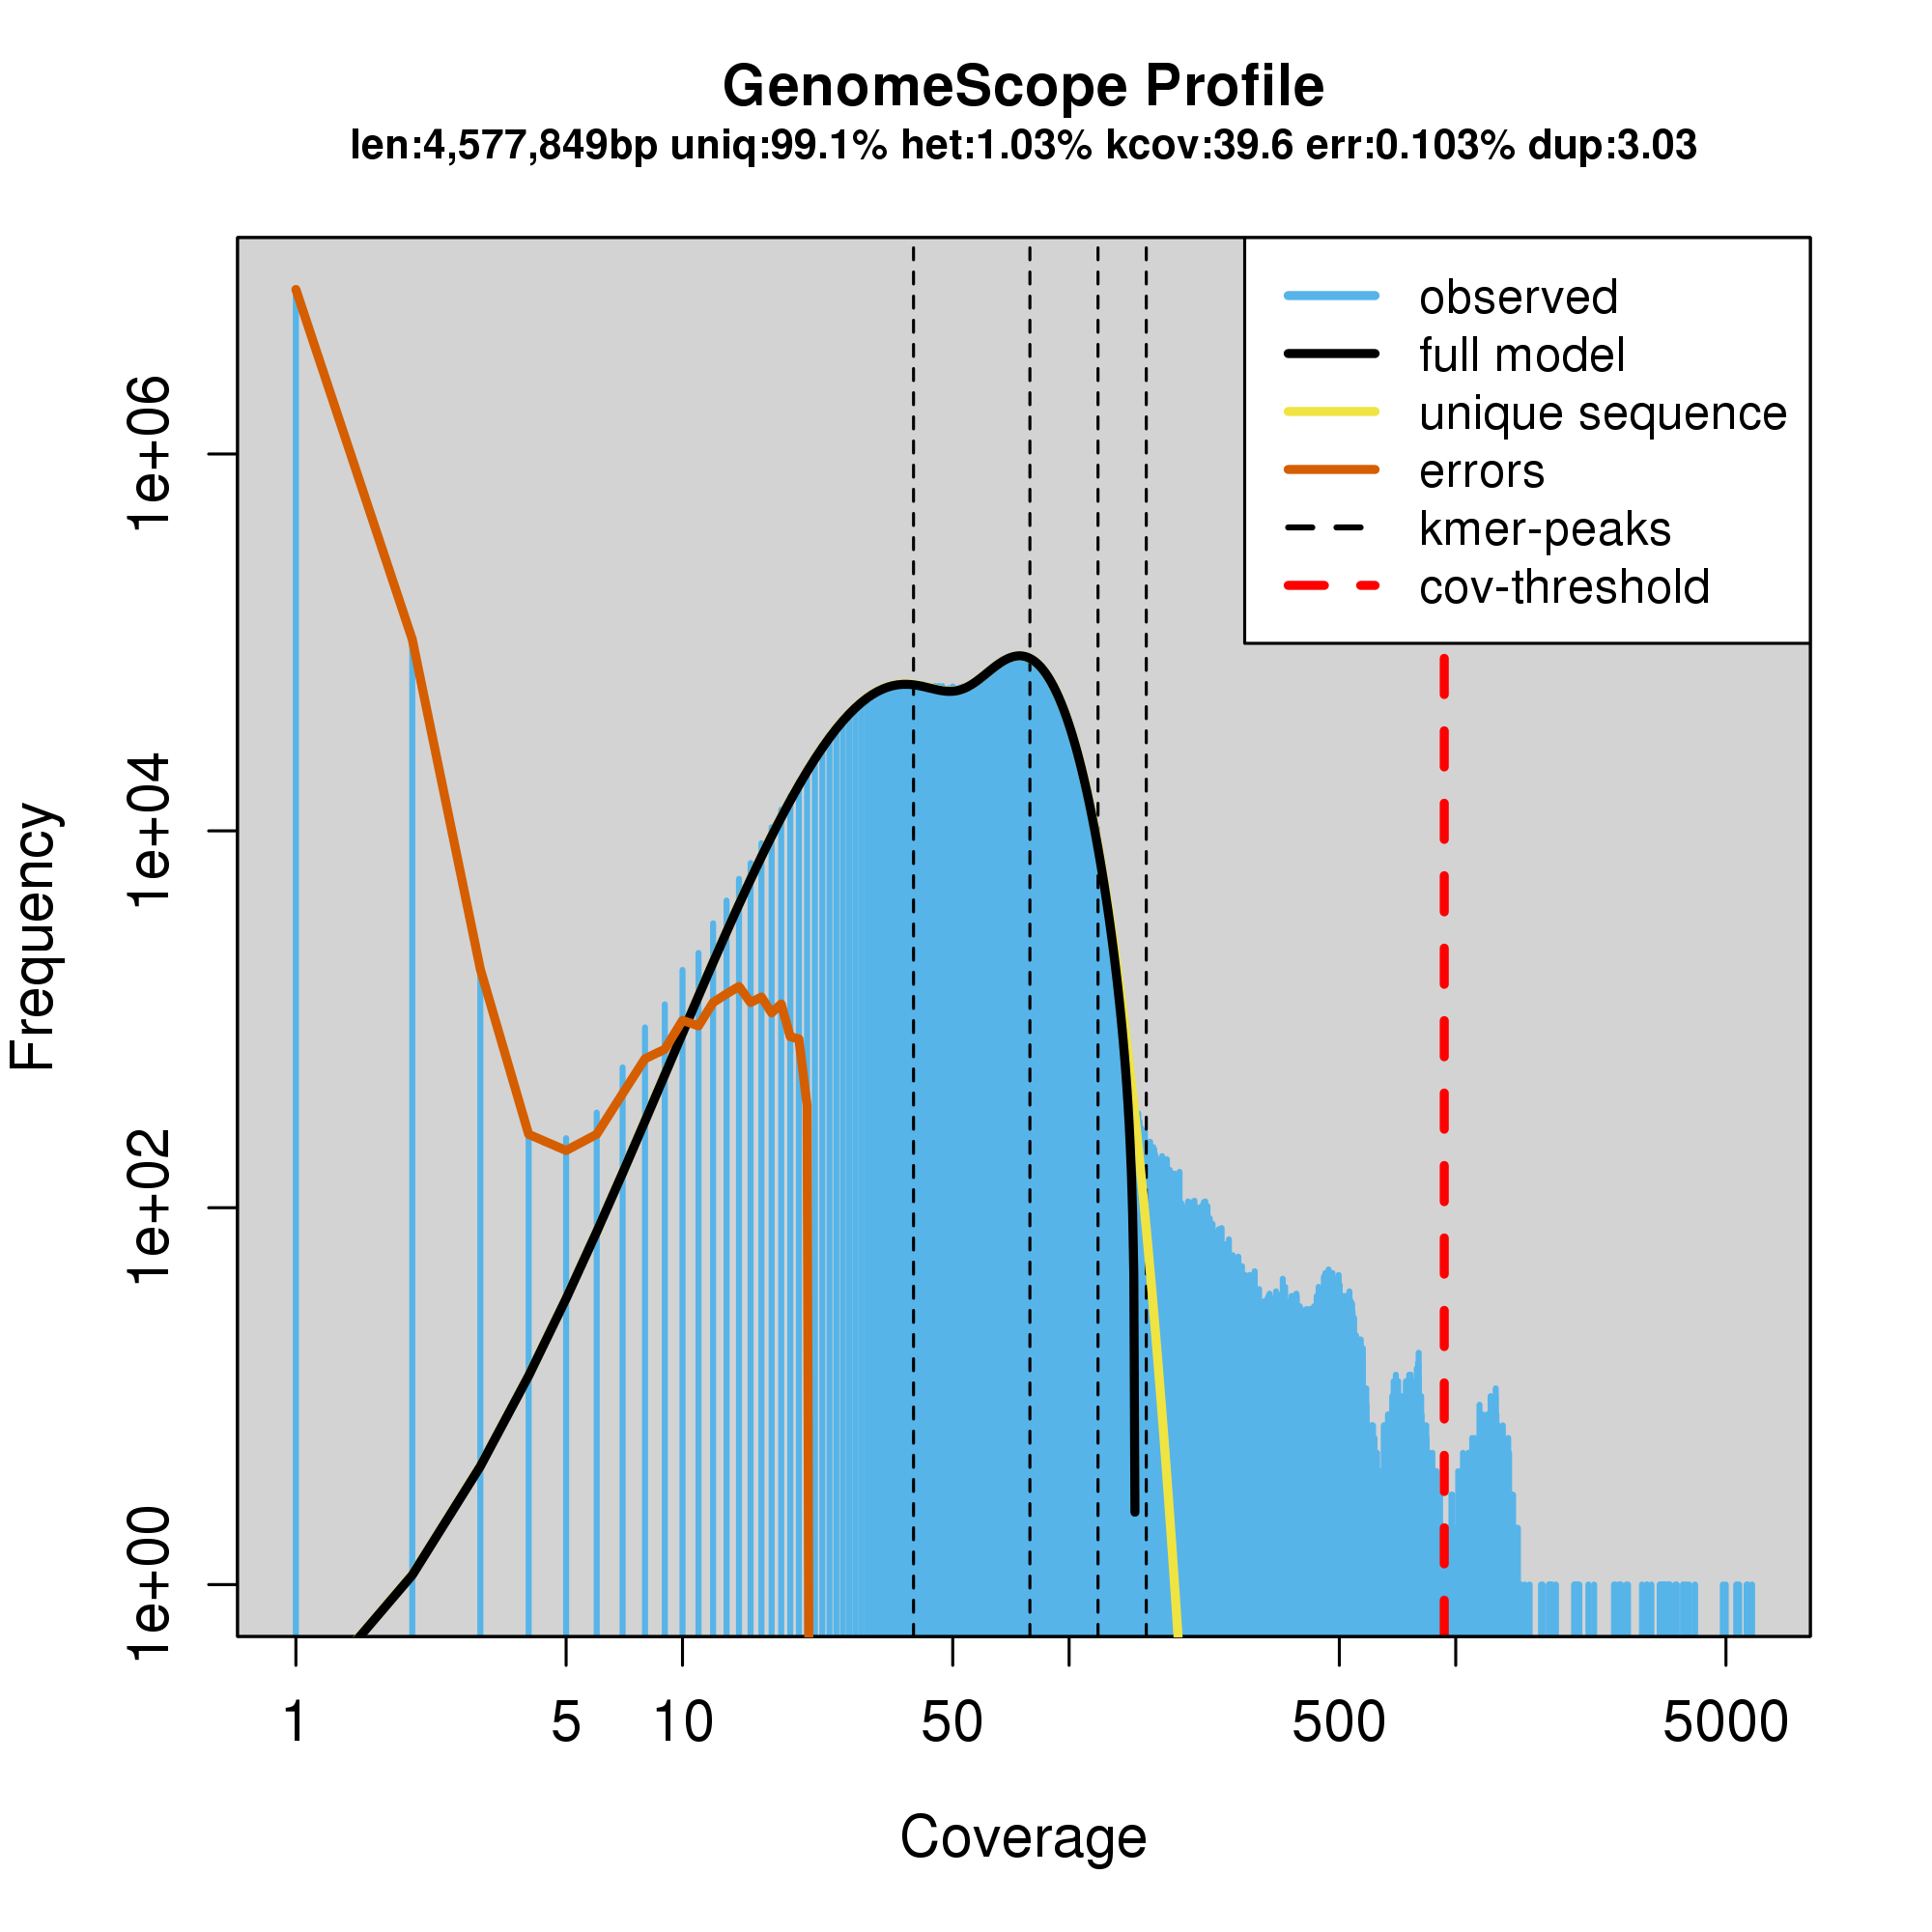 GenomeScope Profile
len:4,577,849bp uniq:99.1% het:1.03% kcov:39.6 err:0.103% dup:3.03
observed
full model
unique sequence
errors
kmer-peaks
cov-threshold
Frequency
1e+06
1e+04
1e+02
1e+00
1 5 10 50 500 5000
Coverage